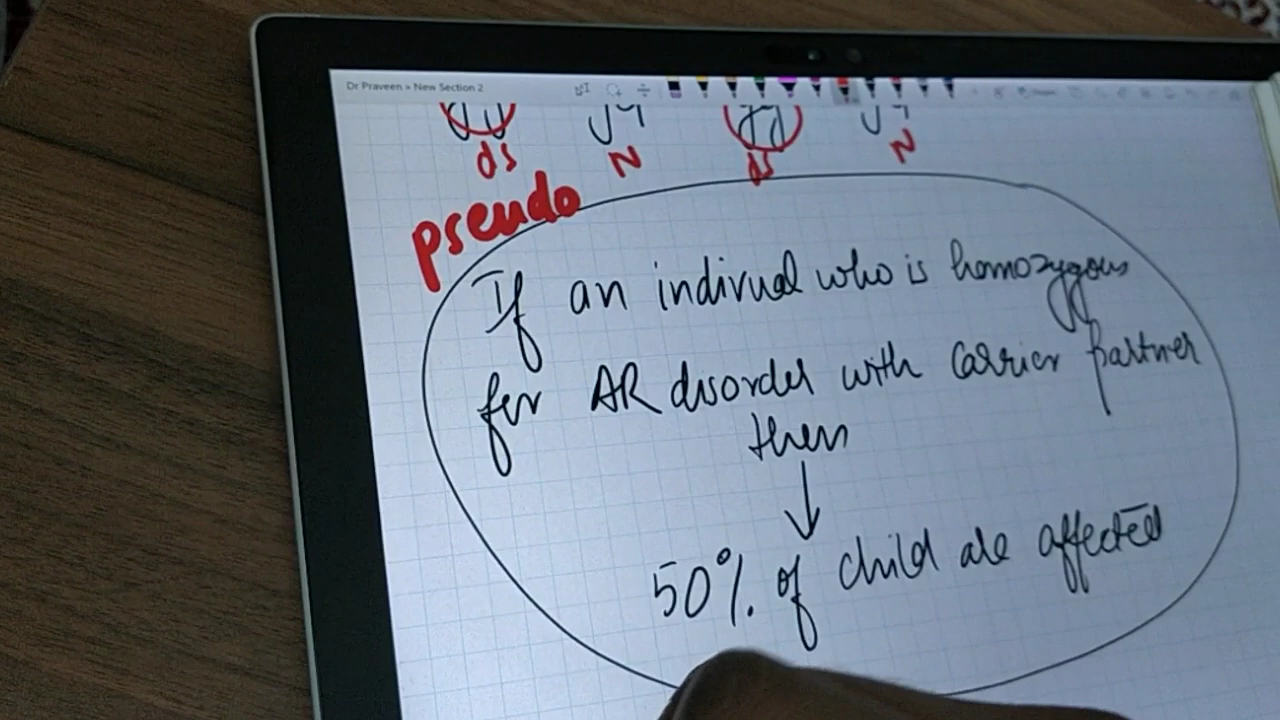 Dr Praveen » New Section 2
ds N ds N
pseudo
If an indivual who is homozygous
for AR disorder with Carrier partner
then
↓
50% of child are affected